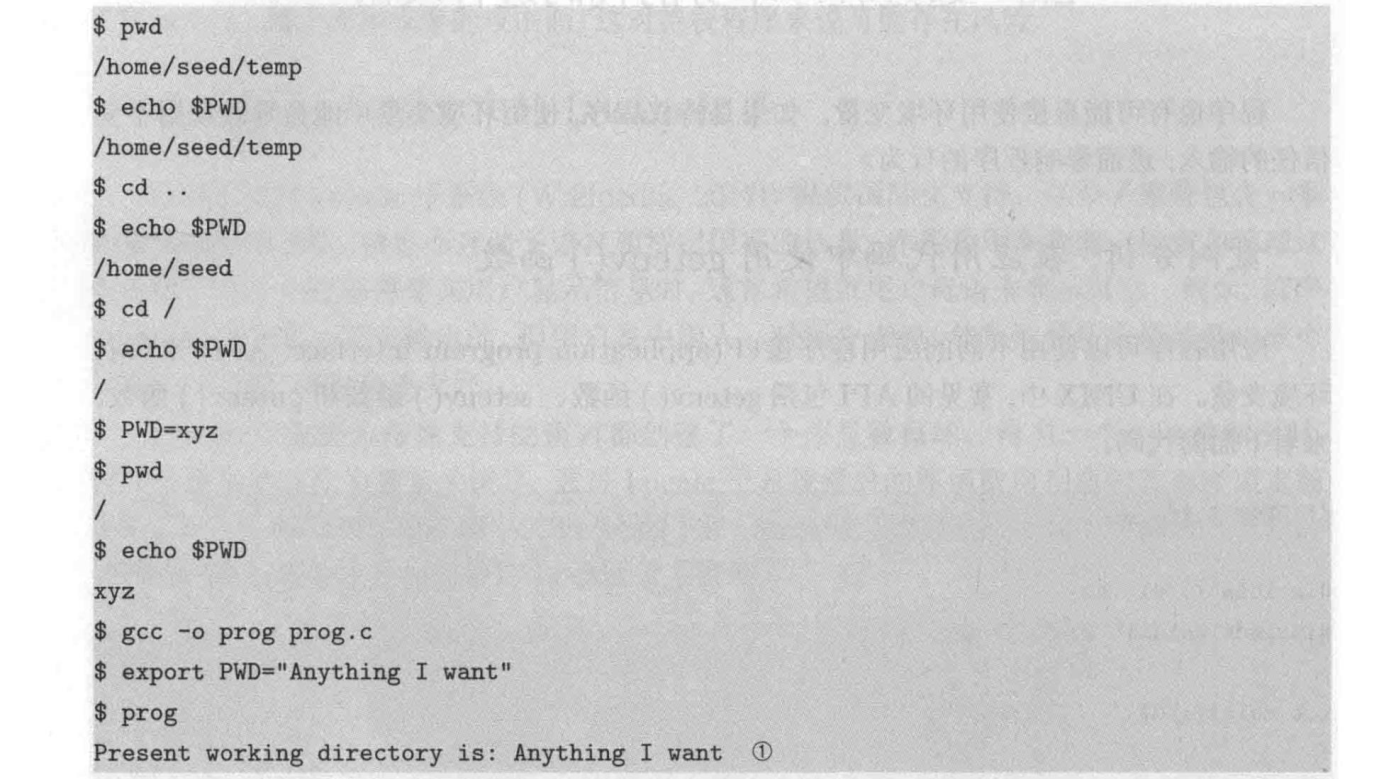 $ pwd
/home/seed/temp
$ echo $PWD
/home/seed/temp
$ cd ..
$ echo $PWD
/home/seed
$ cd /
$ echo $PWD
/
$ PWD=xyz
$ pwd
/
$ echo $PWD
xyz
$ gcc -o prog prog.c
$ export PWD="Anything I want"
$ prog
Present working directory is: Anything I want ①